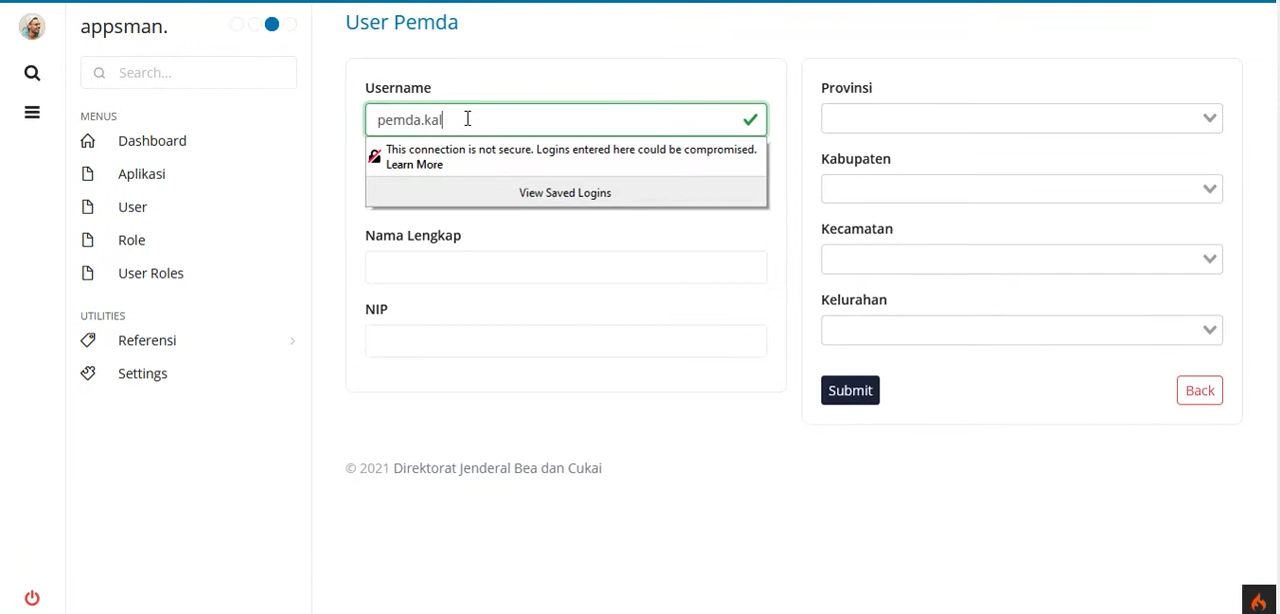 appsman.
Search...
MENUS
Dashboard
Aplikasi
User
Role
User Roles
UTILITIES
Referensi
Settings
User Pemda
Username
pemda.kal
This connection is not secure. Logins entered here could be compromised.
Learn More
View Saved Logins
Nama Lengkap
NIP
Provinsi
Kabupaten
Kecamatan
Kelurahan
Submit
Back
© 2021 Direktorat Jenderal Bea dan Cukai